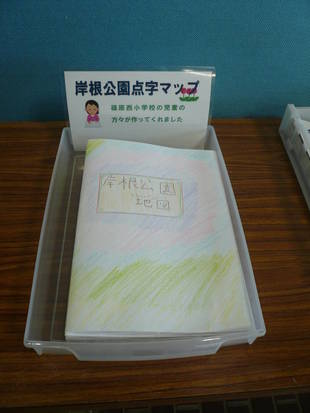 岸根公園点字マップ
篠原西小学校の児童の
方々が作ってくれました
岸根公園
地図